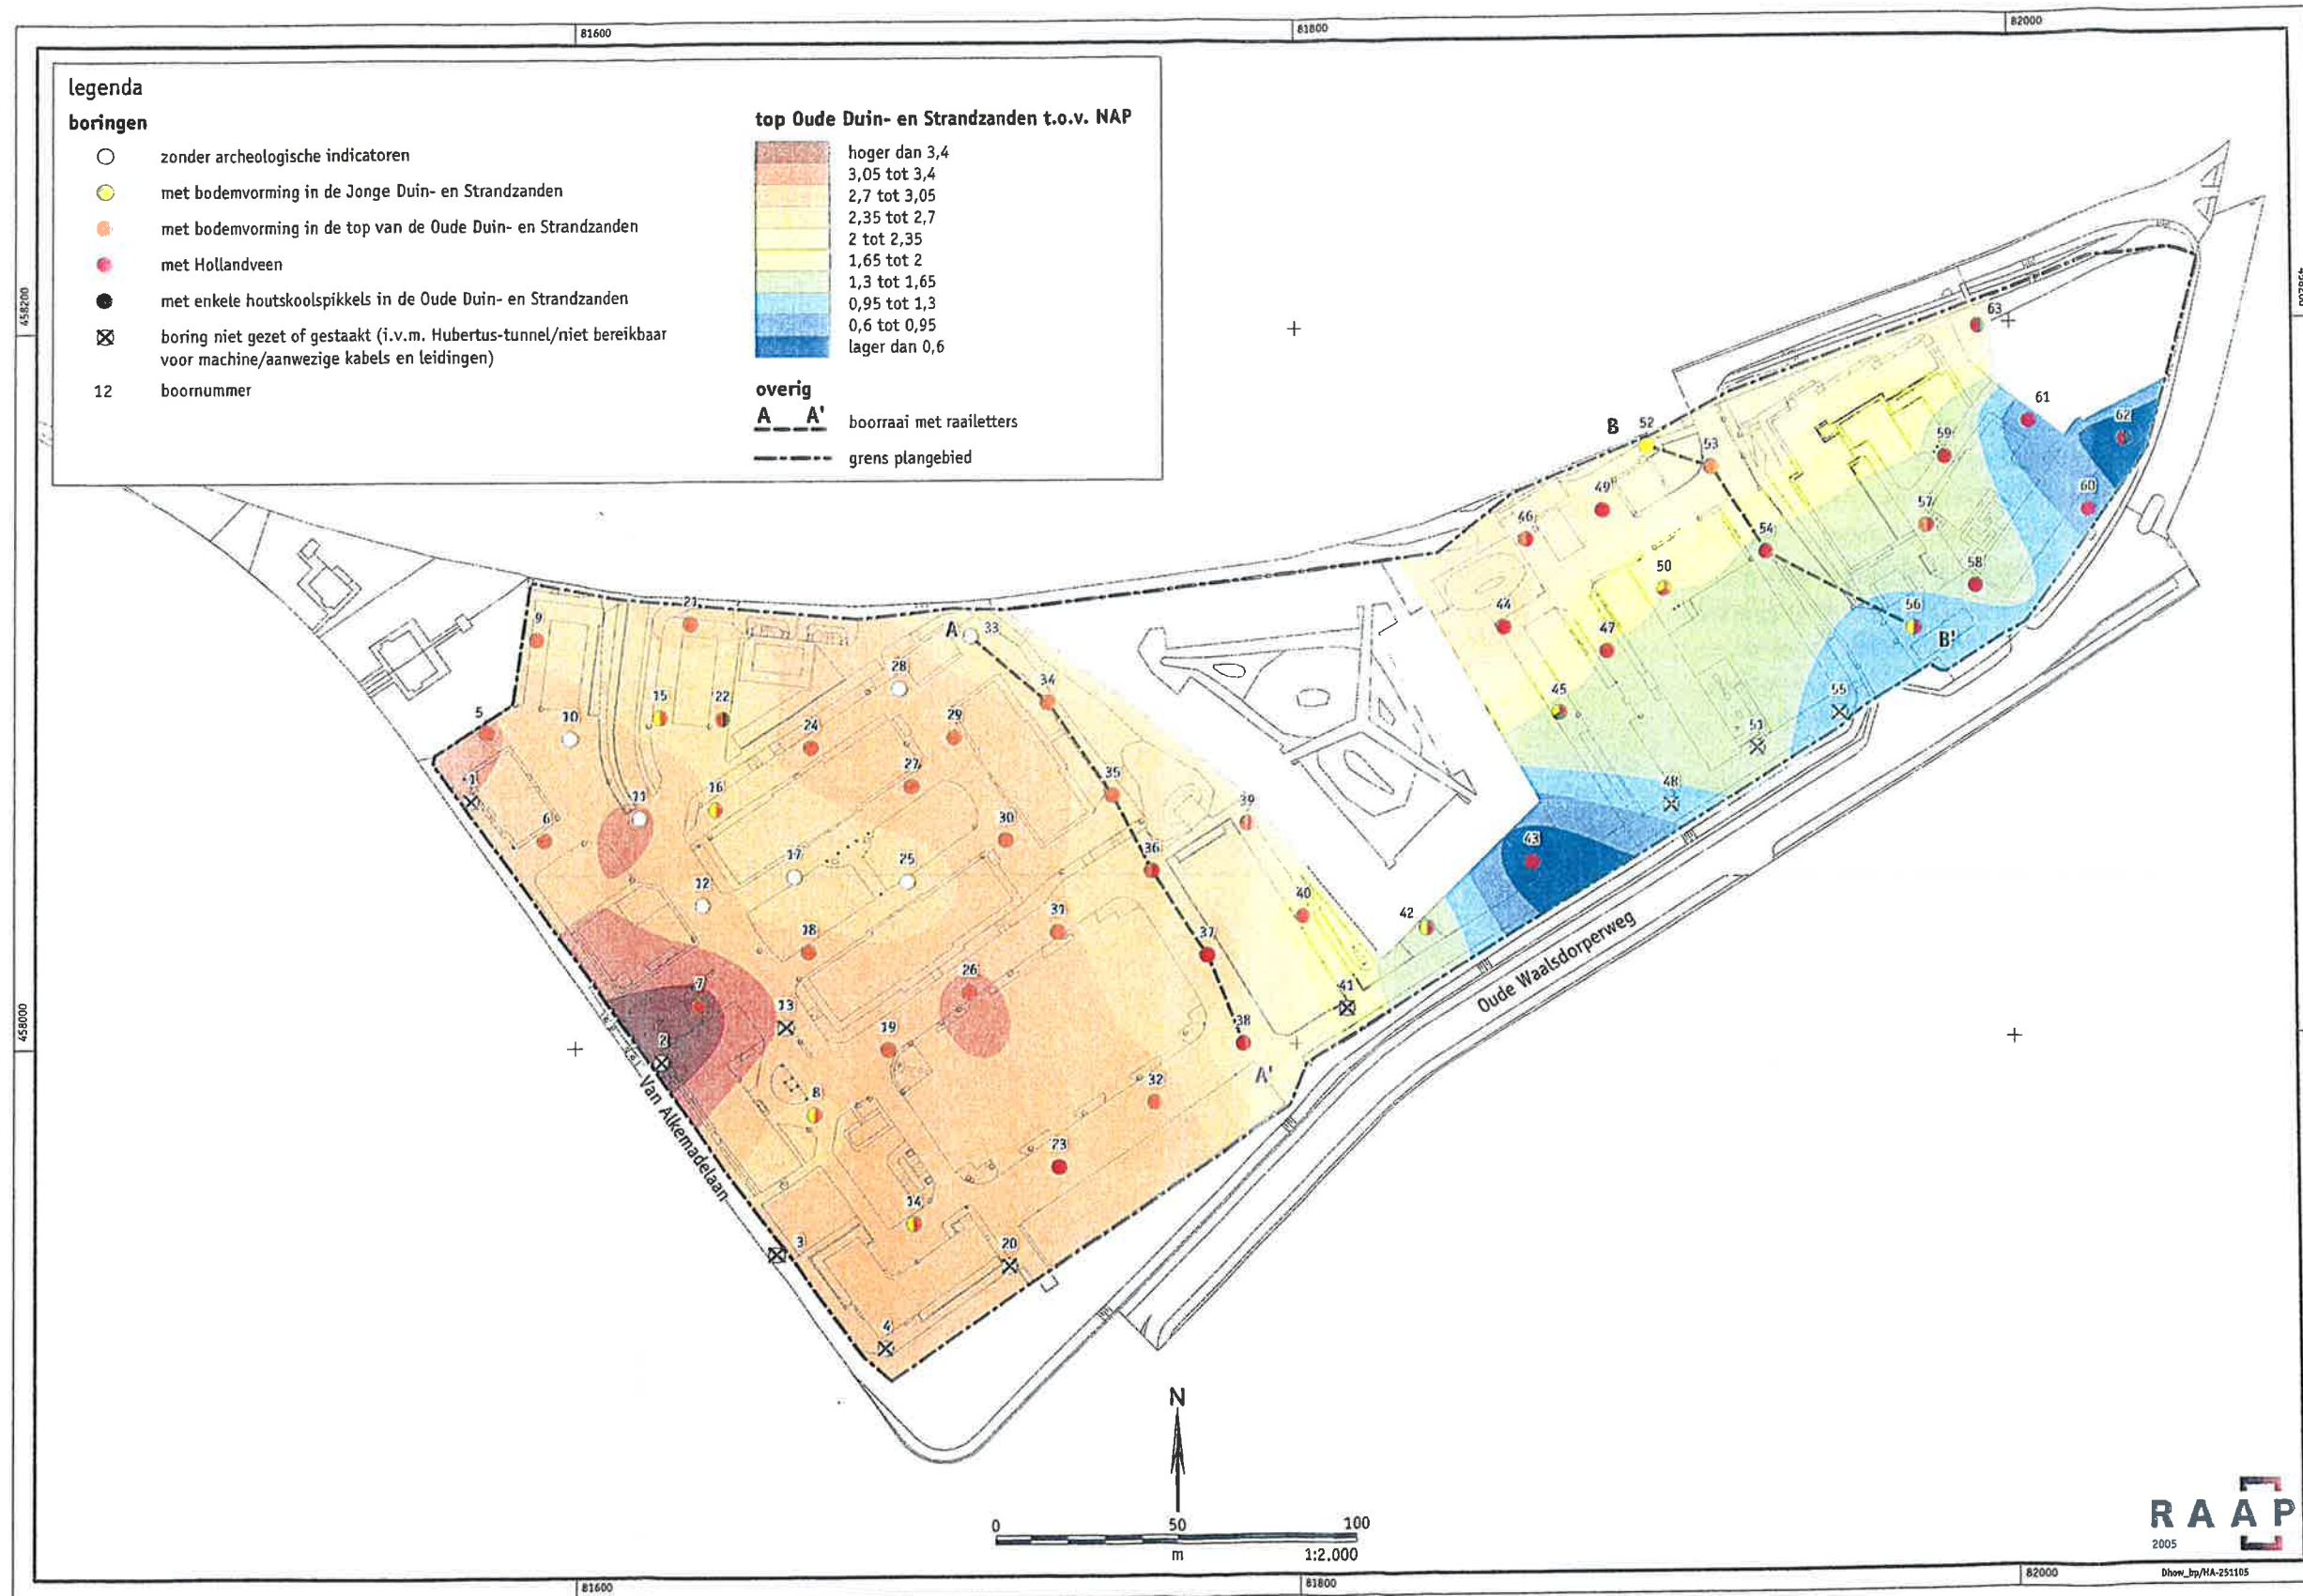 81600
81800
82000
legenda
boringen
zonder archeologische indicatoren
met bodemvorming in de Jonge Duin- en Strandzanden
met bodemvorming in de top van de Oude Duin- en Strandzanden
met Hollandveen
met enkele houtskoolspikkels in de Oude Duin- en Strandzanden
boring niet gezet of gestaakt (i.v.m. Hubertus-tunnel/niet bereikbaar
voor machine/aanwezige kabels en leidingen)
12 boornummer
top Oude Duin- en Strandzanden t.o.v. NAP
hoger dan 3,4
3,05 tot 3,4
2,7 tot 3,05
2,35 tot 2,7
2 tot 2,35
1,65 tot 2
1,3 tot 1,65
0,95 tot 1,3
0,6 tot 0,95
lager dan 0,6
overig
A A' boorraai met raailetters
grens plangebied
458200
63
61
62
B
52
53
59
49
60
46
57
54
50
58
56
B'
44
47
9
21
A
33
28
34
45
55
51
5
10
15
22
24
29
27
35
48
1
16
39
11
6
30
43
36
17
25
12
40
42
31
37
18
26
41
7
13
38
19
2
A'
32
8
23
14
3
20
4
458000
Van Alkemadelaan
Oude Waalsdorperweg
N
0 50 100
m 1:2.000
RAAP
2005
Dhow_bp/HA-251105
81600
81800
82000